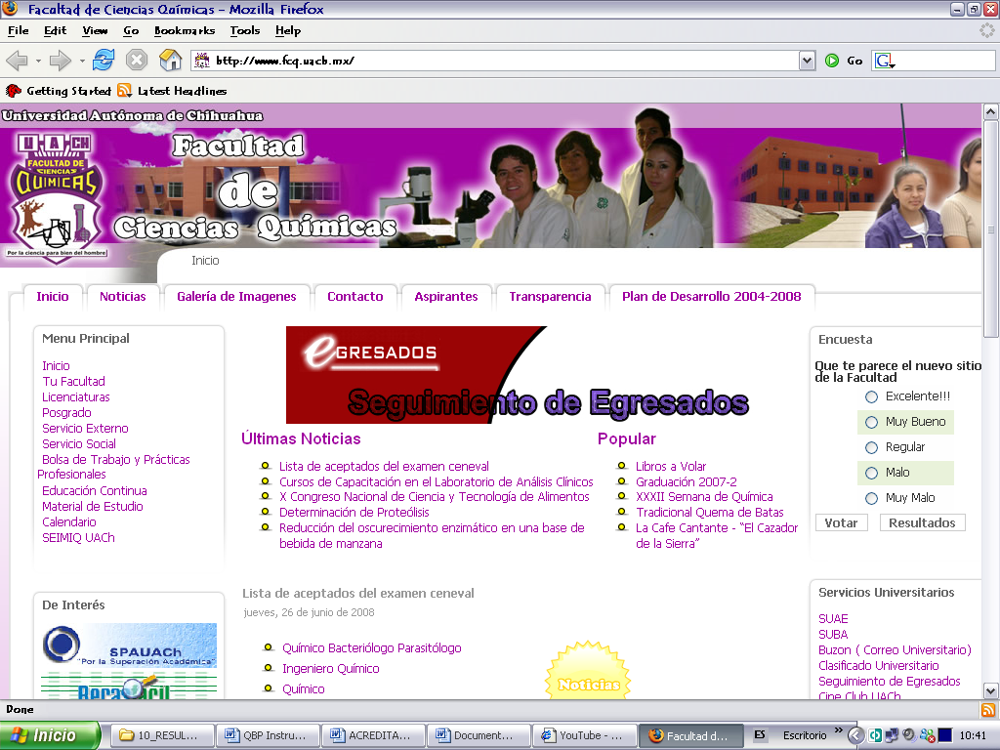 Facultad de Ciencias Químicas - Mozilla Firefox
File Edit View Go Bookmarks Tools Help
http://www.fcq.uach.mx/
Go
G
Getting Started Latest Headlines
Universidad Autónoma de Chihuahua
UACH
FACULTAD DE
CIENCIAS
QUIMICAS
Por la ciencia para bien del hombre
Facultad
de
Ciencias Químicas
Inicio
Inicio Noticias Galería de Imagenes Contacto Aspirantes Transparencia Plan de Desarrollo 2004-2008
Menu Principal
Inicio
Tu Facultad
Licenciaturas
Posgrado
Servicio Externo
Servicio Social
Bolsa de Trabajo y Prácticas
Profesionales
Educación Continua
Material de Estudio
Calendario
SEIMIQ UACh
De Interés
SPAUACh
"Por la Superación Académica"
EGRESADOS
Seguimiento de Egresados
Últimas Noticias
Lista de aceptados del examen ceneval
Cursos de Capacitación en el Laboratorio de Análisis Clínicos
X Congreso Nacional de Ciencia y Tecnología de Alimentos
Determinación de Proteólisis
Reducción del oscurecimiento enzimático en una base de
bebida de manzana
Popular
Libros a Volar
Graduación 2007-2
XXXII Semana de Química
Tradicional Quema de Batas
La Cafe Cantante - "El Cazador
de la Sierra"
Lista de aceptados del examen ceneval
jueves, 26 de junio de 2008
Químico Bacteriólogo Parasitólogo
Ingeniero Químico
Químico
Noticias
Encuesta
Que te parece el nuevo sitio
de la Facultad
Excelente!!!
Muy Bueno
Regular
Malo
Muy Malo
Votar Resultados
Servicios Universitarios
SUAE
SUBA
Buzon ( Correo Universitario)
Clasificado Universitario
Seguimiento de Egresados
Cine Club UACh
Done
Inicio 10_RESUL... QBP Instru... ACREDITA... Document... YouTube - ... Facultad d... ES Escritorio 10:41